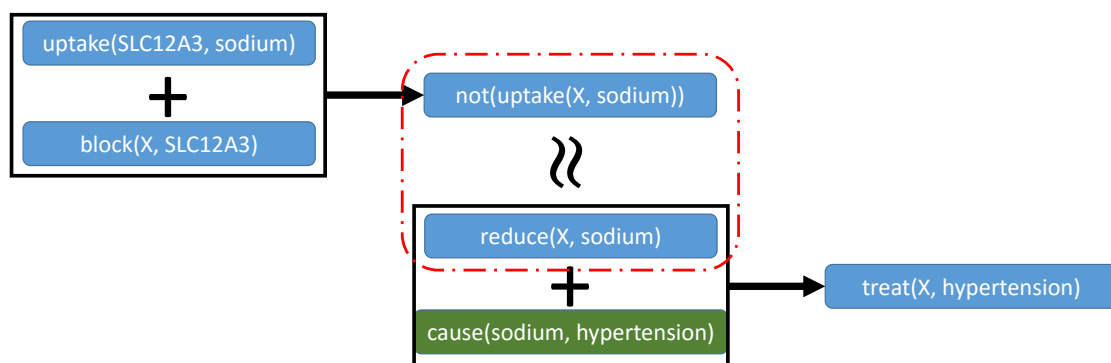 uptake(SLC12A3, sodium)
+
block(X, SLC12A3)
not(uptake(X, sodium))
≈
reduce(X, sodium)
+
cause(sodium, hypertension)
treat(X, hypertension)